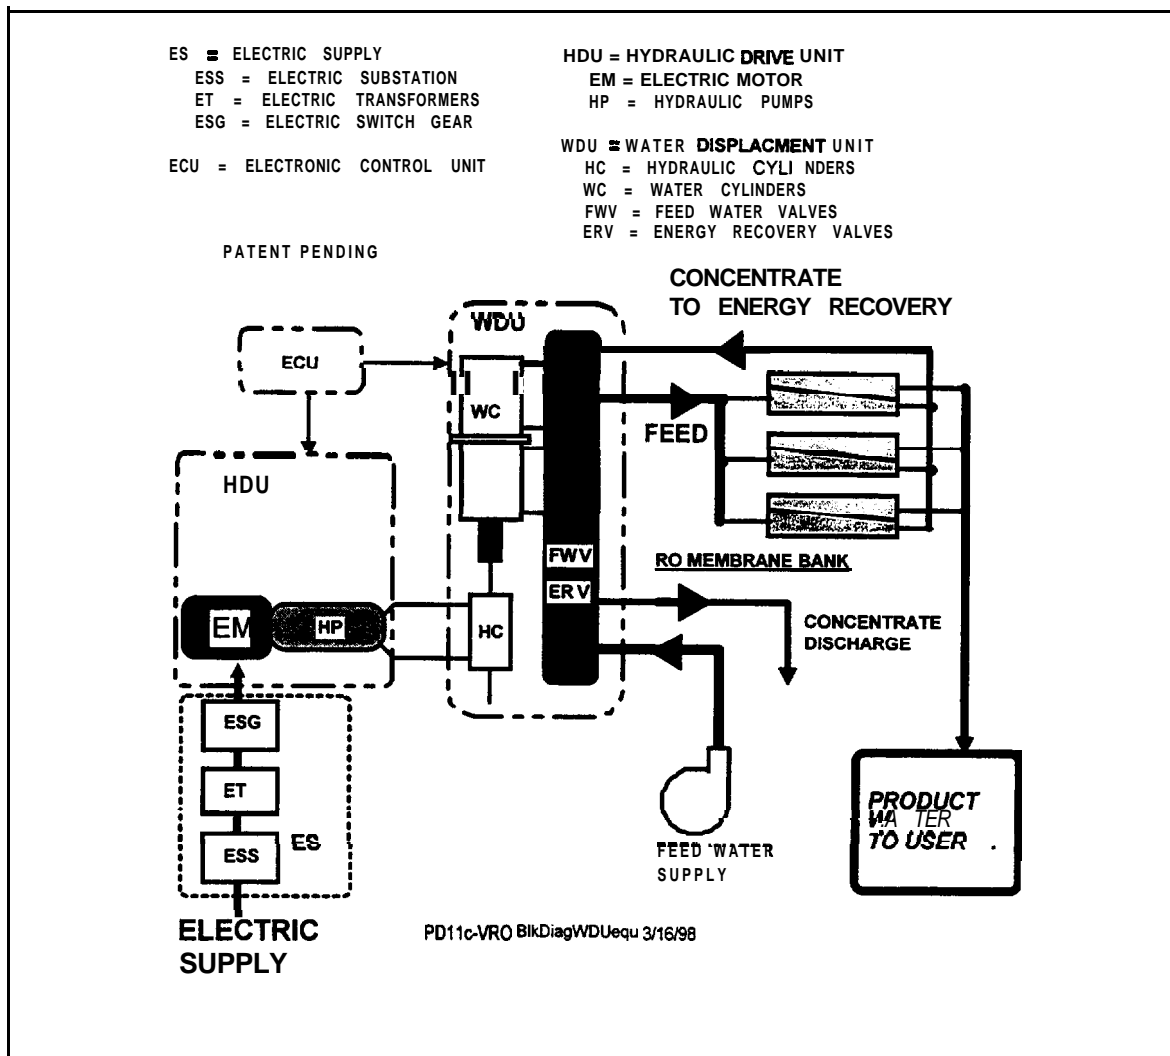 ES = ELECTRIC SUPPLY
ESS = ELECTRIC SUBSTATION
ET = ELECTRIC TRANSFORMERS
ESG = ELECTRIC SWITCH GEAR
ECU = ELECTRONIC CONTROL UNIT
PATENT PENDING
HDU = HYDRAULIC DRIVE UNIT
EM = ELECTRIC MOTOR
HP = HYDRAULIC PUMPS
WDU = WATER DISPLACMENT UNIT
HC = HYDRAULIC CYLI NDERS
WC = WATER CYLINDERS
FWV = FEED WATER VALVES
ERV = ENERGY RECOVERY VALVES
CONCENTRATE
TO ENERGY RECOVERY
WDU
ECU
WC
FEED
HDU
FWV
RO MEMBRANE BANK
ERV
EM
HP
HC
CONCENTRATE
DISCHARGE
ESG
ET
ESS
ES
PRODUCT
WA TER
TO USER .
FEED WATER
SUPPLY
ELECTRIC
SUPPLY
PD11c-VRO BlkDiagWDUequ 3/16/98